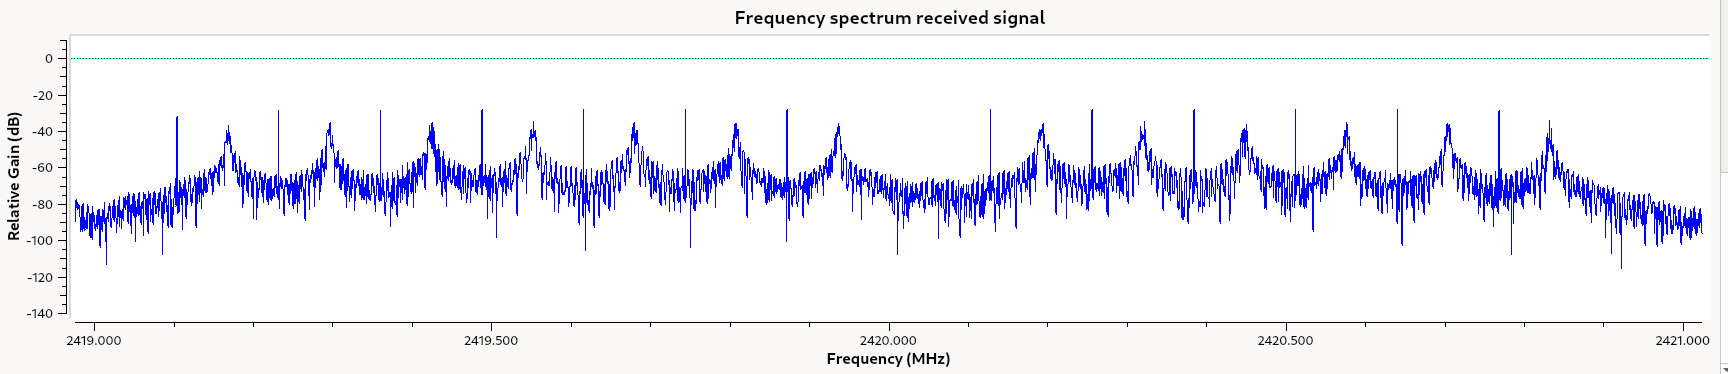 Frequency spectrum received signal
Relative Gain (dB)
0
-20
-40
-60
-80
-100
-120
-140
2419.000 2419.500 2420.000 2420.500 2421.000
Frequency (MHz)